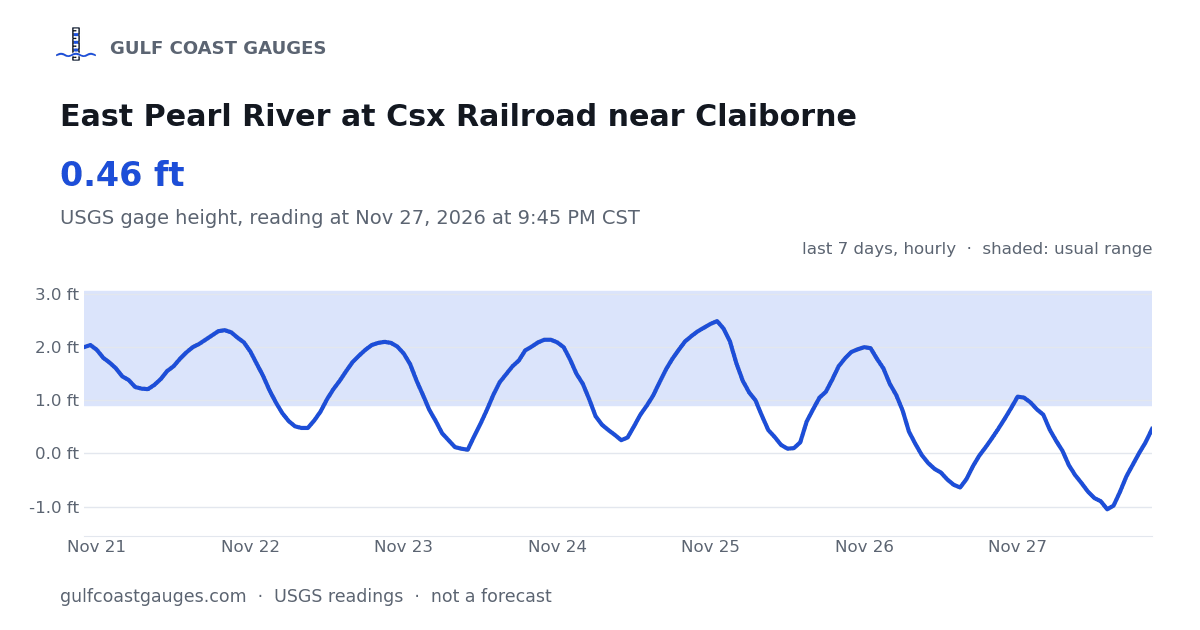 GULF COAST GAUGES
East Pearl River at Csx Railroad near Claiborne
0.46 ft
USGS gage height, reading at Nov 27, 2026 at 9:45 PM CST
last 7 days, hourly · shaded: usual range
3.0 ft
2.0 ft
1.0 ft
0.0 ft
-1.0 ft
Nov 21 Nov 22 Nov 23 Nov 24 Nov 25 Nov 26 Nov 27
gulfcoastgauges.com · USGS readings · not a forecast